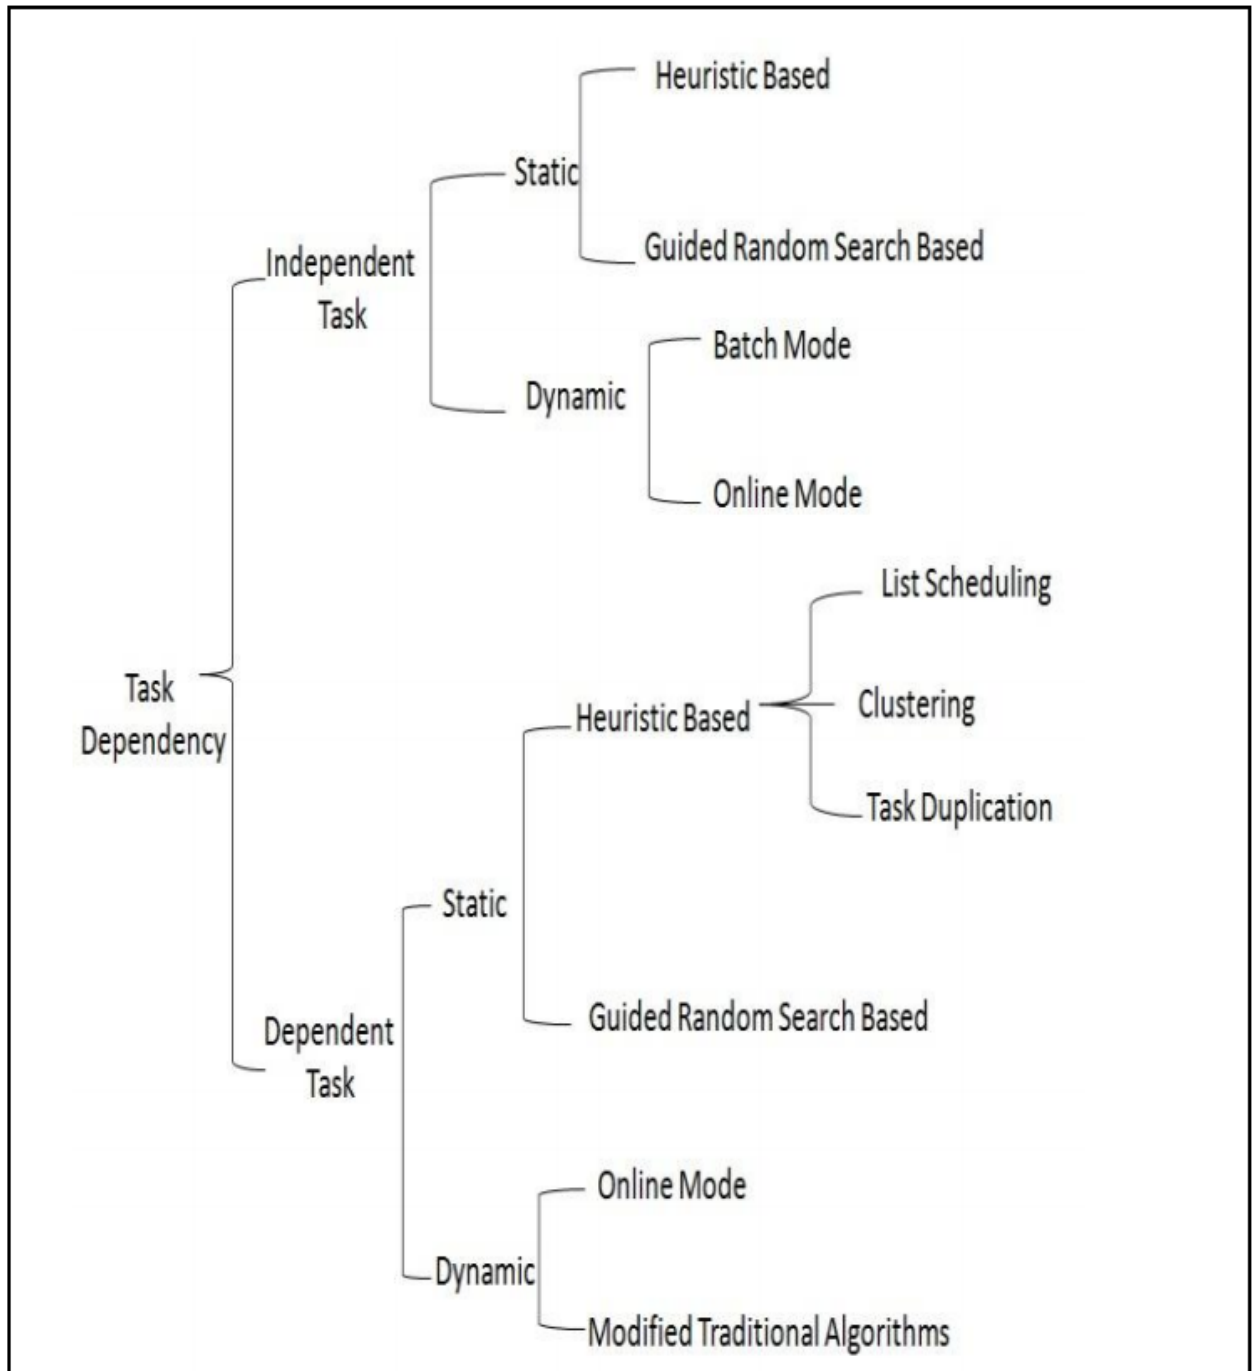 Heuristic Based
Static
Guided Random Search Based
Independent
Task
Batch Mode
Dynamic
Online Mode
List Scheduling
Task
Dependency
Heuristic Based
Clustering
Task Duplication
Static
Guided Random Search Based
Dependent
Task
Online Mode
Dynamic
Modified Traditional Algorithms